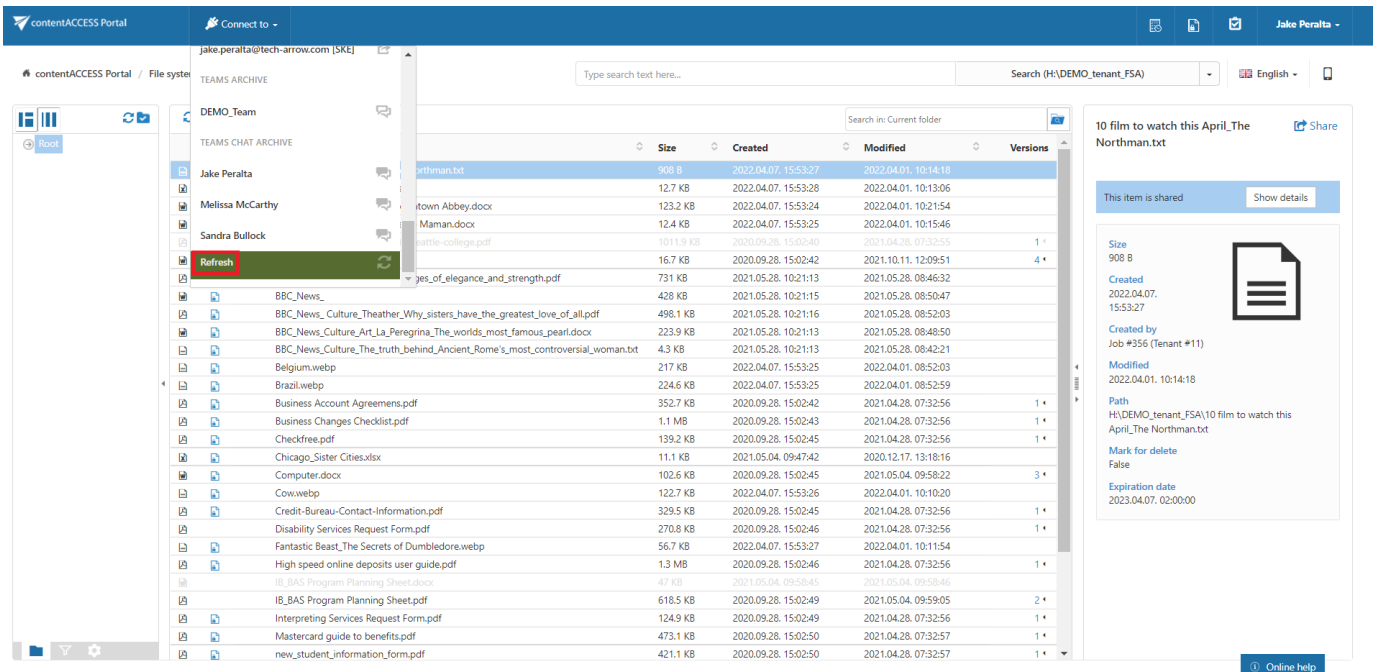 contentACCESS Portal
Connect to
Jake Peralta
jake.peralta@tech-arrow.com [SKE]
contentACCESS Portal / File syste
Type search text here...
Search (H:\DEMO_tenant_FSA)
English
TEAMS ARCHIVE
DEMO_Team
TEAMS CHAT ARCHIVE
Jake Peralta
Melissa McCarthy
Sandra Bullock
Refresh
Root
Search in: Current folder
Size Created Modified Versions
orthman.txt 908 B 2022.04.07. 15:53:27 2022.04.01. 10:14:18
12.7 KB 2022.04.07. 15:53:28 2022.04.01. 10:13:06
ntown Abbey.docx 123.2 KB 2022.04.07. 15:53:24 2022.04.01. 10:21:54
Maman.docx 12.4 KB 2022.04.07. 15:53:25 2022.04.01. 10:15:46
eattle-college.pdf 1011.9 KB 2020.09.28. 15:02:40 2021.04.28. 07:32:55 1
16.7 KB 2020.09.28. 15:02:42 2021.10.11. 12:09:51 4
ges_of_elegance_and_strength.pdf 731 KB 2021.05.28. 10:21:13 2021.05.28. 08:46:32
BBC_News_ 428 KB 2021.05.28. 10:21:15 2021.05.28. 08:50:47
BBC_News_ Culture_Theather_Why_sisters_have_the_greatest_love_of_all.pdf 498.1 KB 2021.05.28. 10:21:16 2021.05.28. 08:52:03
BBC_News_Culture_Art_La_Peregrina_The_worlds_most_famous_pearl.docx 223.9 KB 2021.05.28. 10:21:13 2021.05.28. 08:48:50
BBC_News_Culture_The_truth_behind_Ancient_Rome's_most_controversial_woman.txt 4.3 KB 2021.05.28. 10:21:13 2021.05.28. 08:42:21
Belgium.webp 217 KB 2022.04.07. 15:53:25 2022.04.01. 08:52:03
Brazil.webp 224.6 KB 2022.04.07. 15:53:25 2022.04.01. 08:52:59
Business Account Agreemens.pdf 352.7 KB 2020.09.28. 15:02:42 2021.04.28. 07:32:56 1
Business Changes Checklist.pdf 1.1 MB 2020.09.28. 15:02:43 2021.04.28. 07:32:56 1
Checkfree.pdf 139.2 KB 2020.09.28. 15:02:45 2021.04.28. 07:32:56 1
Chicago_Sister Cities.xlsx 11.1 KB 2021.05.04. 09:47:42 2020.12.17. 13:18:16
Computer.docx 102.6 KB 2020.09.28. 15:02:45 2021.05.04. 09:58:22 3
Cow.webp 122.7 KB 2022.04.07. 15:53:26 2022.04.01. 10:10:20
Credit-Bureau-Contact-Information.pdf 329.5 KB 2020.09.28. 15:02:45 2021.04.28. 07:32:56 1
Disability Services Request Form.pdf 270.8 KB 2020.09.28. 15:02:46 2021.04.28. 07:32:56 1
Fantastic Beast_The Secrets of Dumbledore.webp 56.7 KB 2022.04.07. 15:53:27 2022.04.01. 10:11:54
High speed online deposits user guide.pdf 1.3 MB 2020.09.28. 15:02:46 2021.04.28. 07:32:56 1
IB_BAS Program Planning Sheet.docx 47 KB 2021.05.04. 09:58:45 2021.05.04. 09:58:46
IB_BAS Program Planning Sheet.pdf 618.5 KB 2020.09.28. 15:02:49 2021.05.04. 09:59:05 2
Interpreting Services Request Form.pdf 124.9 KB 2020.09.28. 15:02:49 2021.04.28. 07:32:56 1
Mastercard guide to benefits.pdf 473.1 KB 2020.09.28. 15:02:50 2021.04.28. 07:32:57 1
new_student_information_form.pdf 421.1 KB 2020.09.28. 15:02:50 2021.04.28. 07:32:57 1
10 film to watch this April_The
Northman.txt
Share
This item is shared
Show details
Size
908 B
Created
2022.04.07.
15:53:27
Created by
Job #356 (Tenant #11)
Modified
2022.04.01. 10:14:18
Path
H:\DEMO_tenant_FSA\10 film to watch this
April_The Northman.txt
Mark for delete
False
Expiration date
2023.04.07. 02:00:00
Online help